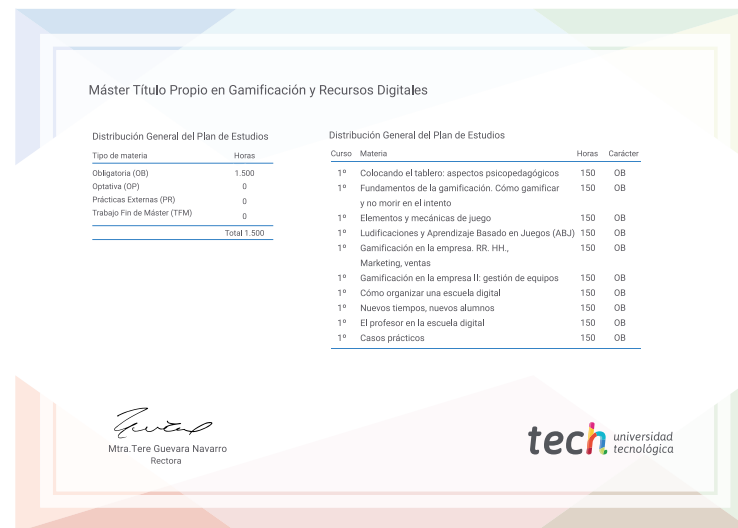 Máster Título Propio en Gamificación y Recursos Digitales
Distribución General del Plan de Estudios
Tipo de materia Horas
Obligatoria (OB) 1.500
Optativa (OP) 0
Prácticas Externas (PR) 0
Trabajo Fin de Máster (TFM) 0
Total 1.500
Distribución General del Plan de Estudios
Curso Materia Horas Carácter
1º Colocando el tablero: aspectos psicopedagógicos 150 OB
1º Fundamentos de la gamificación. Cómo gamificar 150 OB
y no morir en el intento
1º Elementos y mecánicas de juego 150 OB
1º Ludificaciones y Aprendizaje Basado en Juegos (ABJ) 150 OB
1º Gamificación en la empresa. RR. HH., 150 OB
Marketing, ventas
1º Gamificación en la empresa II: gestión de equipos 150 OB
1º Cómo organizar una escuela digital 150 OB
1º Nuevos tiempos, nuevos alumnos 150 OB
1º El profesor en la escuela digital 150 OB
1º Casos prácticos 150 OB
Mtra.Tere Guevara Navarro
Rectora
tech universidad
tecnológica